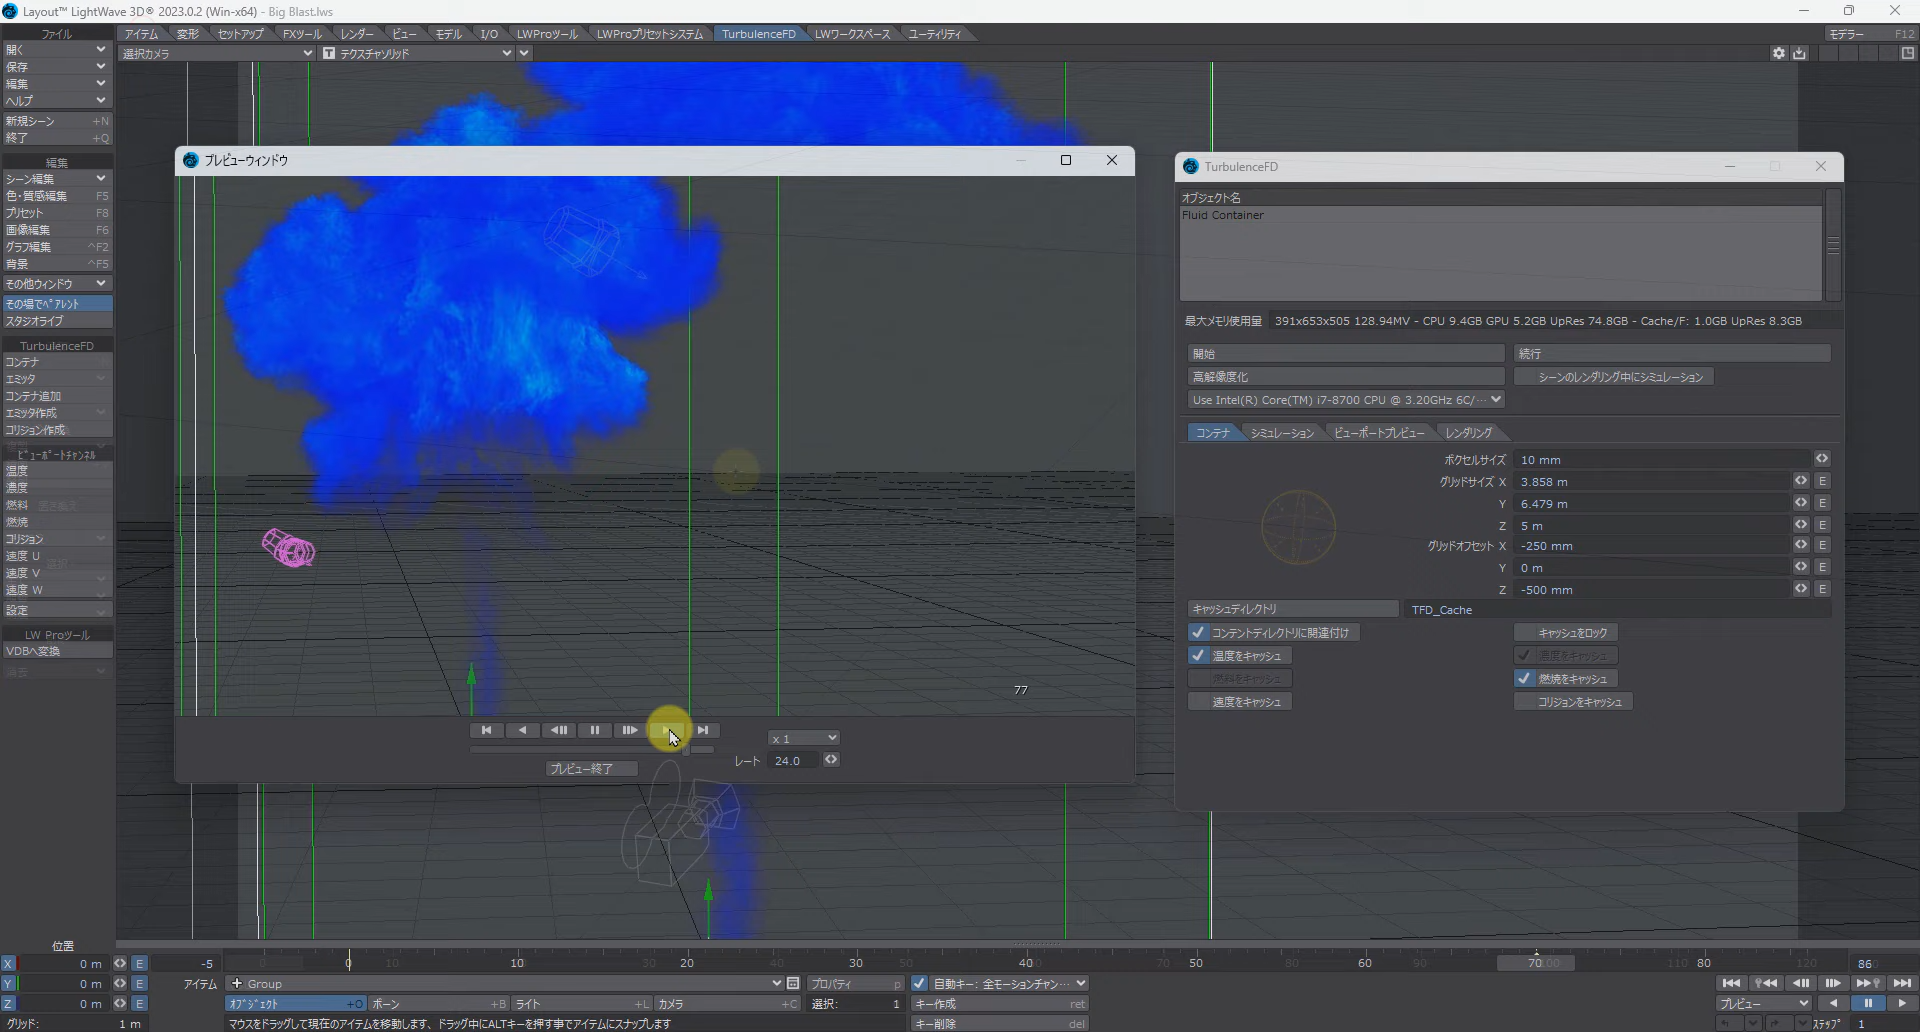 Layout™ LightWave 3D® 2023.0.2 (Win-x64) - Big Blast.lws
ファイル
アイテム 変形 セットアップ FXツール レンダー ビュー モデル I/O LWProツール LWProプリセットシステム TurbulenceFD LWワークスペース ユーティリティ
モデラー F12
開く
選択カメラ
T テクスチャソリッド
保存
編集
ヘルプ
新規シーン +N
終了 +Q
編集
シーン編集
色・質感編集 F5
プリセット F8
画像編集 F6
グラフ編集 ^F2
背景 ^F5
その他ウィンドウ
その場でペアレント
スタジオライブ
TurbulenceFD
コンテナ
エミッタ
コンテナ追加
エミッタ作成
コリジョン作成
ビューポートチャンネル
温度
濃度
燃料
燃焼
コリジョン
速度 U
速度 V
速度 W
設定
LW Proツール
VDBへ変換
プレビューウィンドウ
77
x 1
レート 24.0
プレビュー終了
TurbulenceFD
オブジェクト名
Fluid Container
最大メモリ使用量 391x653x505 128.94MV - CPU 9.4GB GPU 5.2GB UpRes 74.8GB - Cache/F: 1.0GB UpRes 8.3GB
開始 続行
高解像度化 シーンのレンダリング中にシミュレーション
Use Intel(R) Core(TM) i7-8700 CPU @ 3.20GHz 6C/…
コンテナ シミュレーション ビューポートプレビュー レンダリング
ボクセルサイズ 10 mm
グリッドサイズ X 3.858 m E
Y 6.479 m E
Z 5 m E
グリッドオフセット X -250 mm E
Y 0 m E
Z -500 mm E
キャッシュディレクトリ TFD_Cache
コンテントディレクトリに関連付け キャッシュをロック
温度をキャッシュ
燃焼をキャッシュ
速度をキャッシュ コリジョンをキャッシュ
位置
X 0 m E -5 0 10 20 30 40 50 60 70 80 860
Y 0 m E アイテム Group プロパティ p 自動キー: 全モーションチャン…
Z 0 m E オブジェクト +O ボーン +B ライト +L カメラ +C 選択: 1 キー作成 ret プレビュー
グリッド: 1 m マウスをドラッグして現在のアイテムを移動します、ドラッグ中にALTキーを押す事でアイテムにスナップします キー削除 del ステップ 1